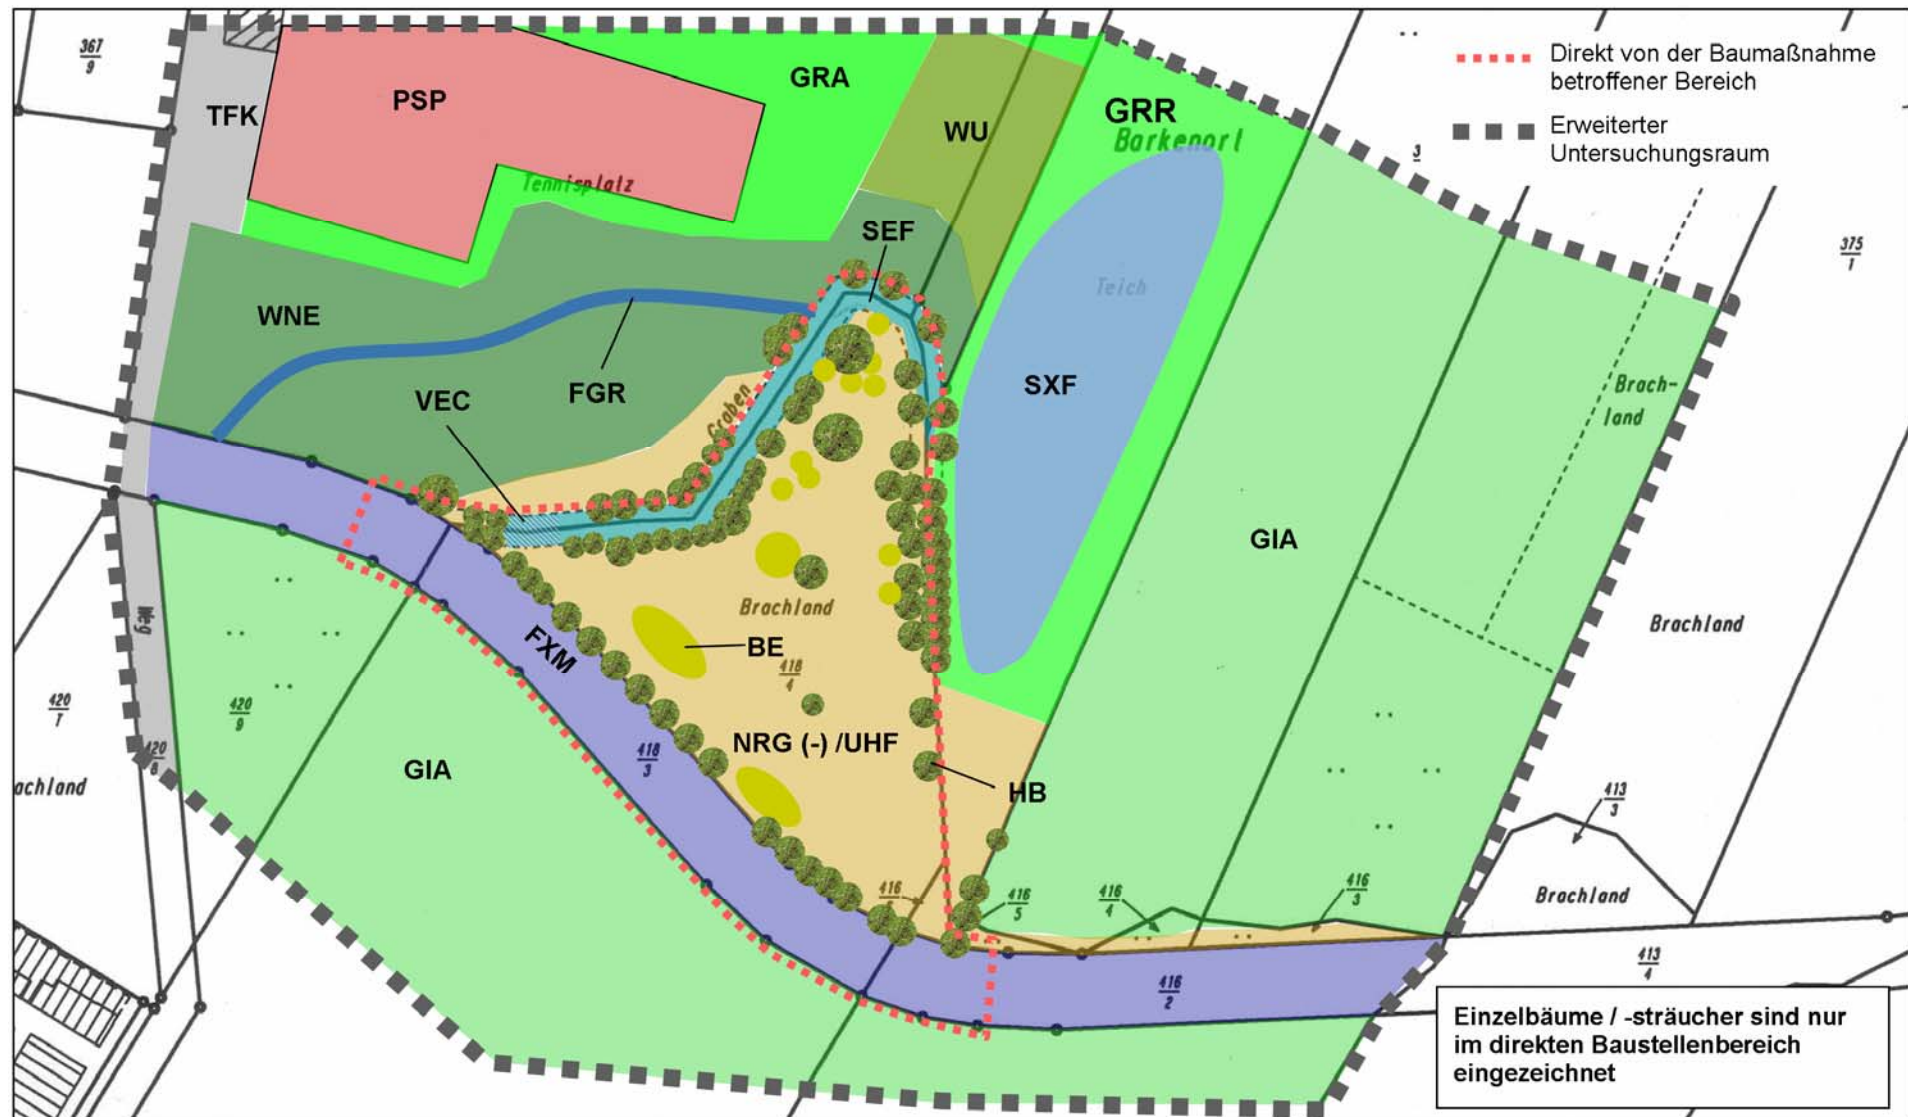 367
9
TFK
PSP
GRA
WU
GRR
Barkenort
Tennisplatz
Direkt von der Baumaßnahme
betroffener Bereich
Erweiterter
Untersuchungsraum
3
375
1
SEF
Teich
WNE
VEC
FGR
Graben
SXF
Brach-
land
GIA
Brachland
Weg
Brachland
BE
418
4
FXM
420
7
420
9
420
8
achland
GIA
418
3
NRG (-) /UHF
HB
413
3
416
416
5
416
4
416
3
Brachland
416
2
413
4
Einzelbäume / -sträucher sind nur
im direkten Baustellenbereich
eingezeichnet